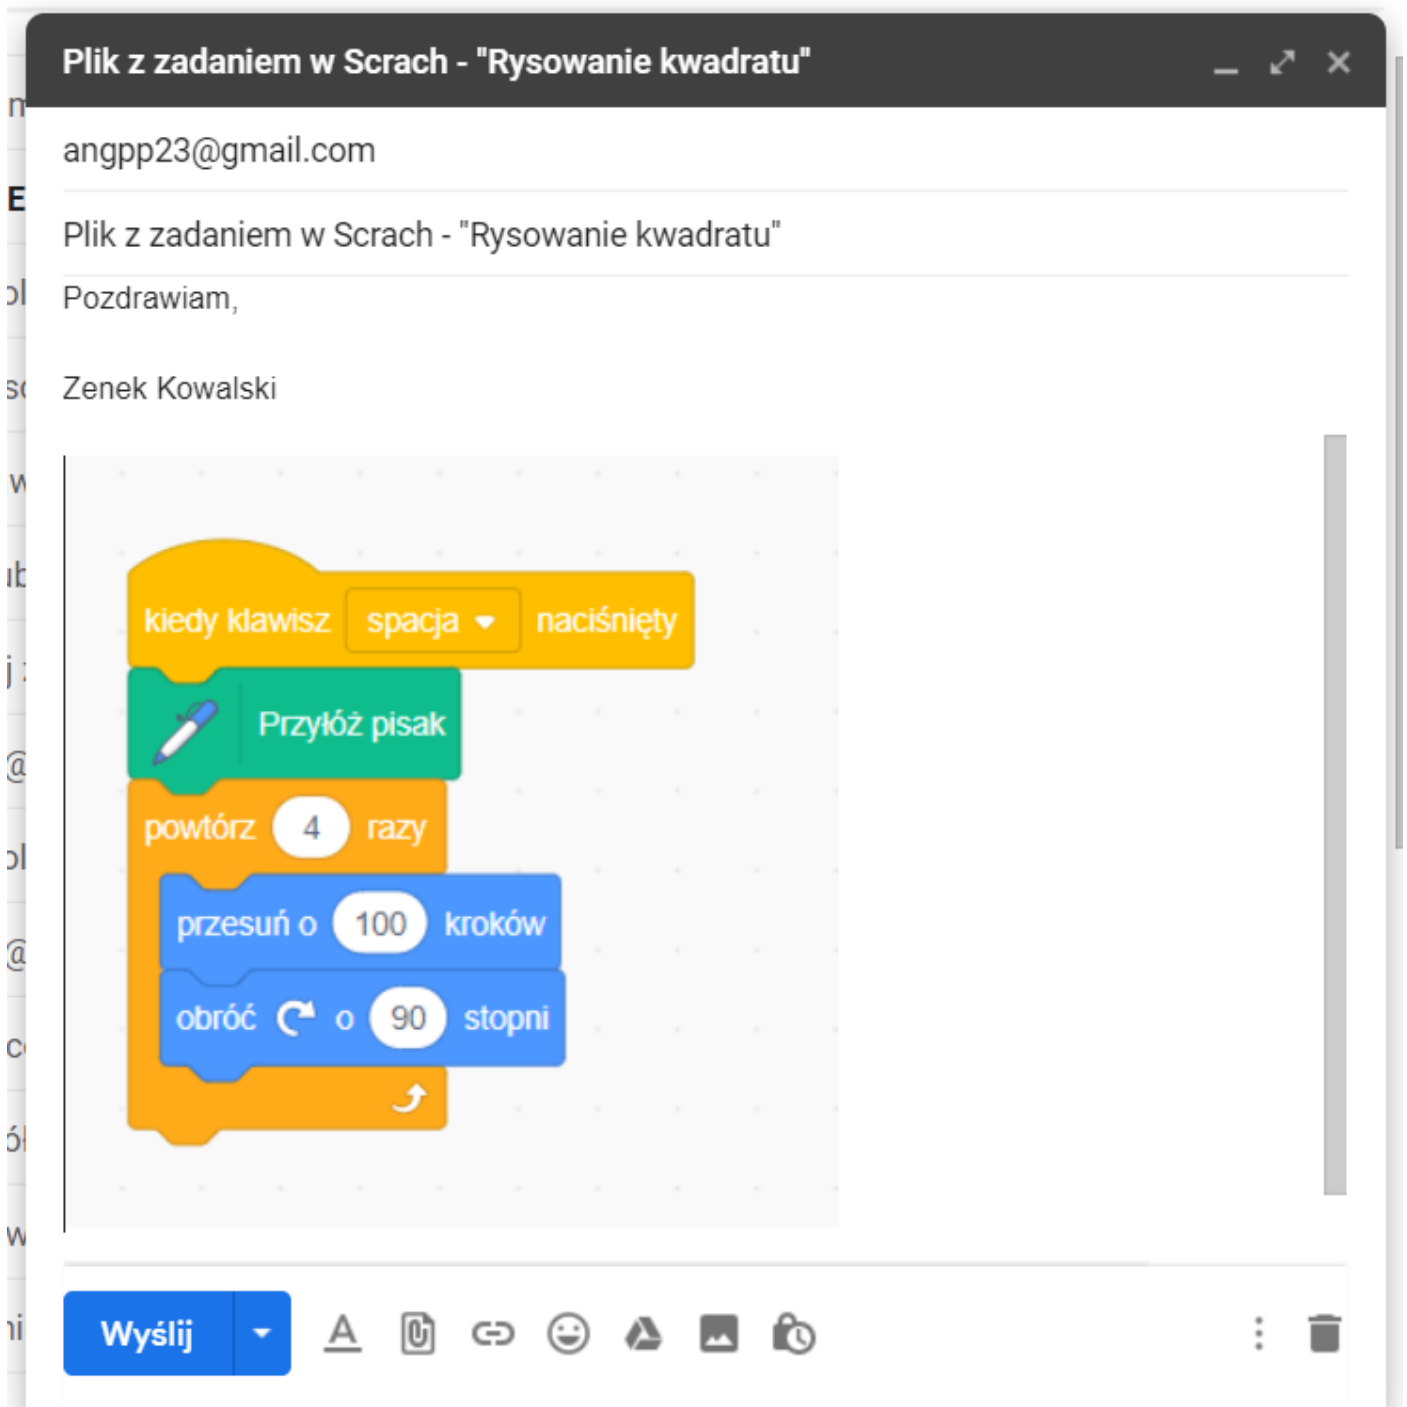 Plik z zadaniem w Scrach - "Rysowanie kwadratu"
angpp23@gmail.com
Plik z zadaniem w Scrach - "Rysowanie kwadratu"
Pozdrawiam,
Zenek Kowalski
kiedy klawisz spacja naciśnięty
Przyłóż pisak
powtórz 4 razy
przesuń o 100 kroków
obróć o 90 stopni
Wyślij